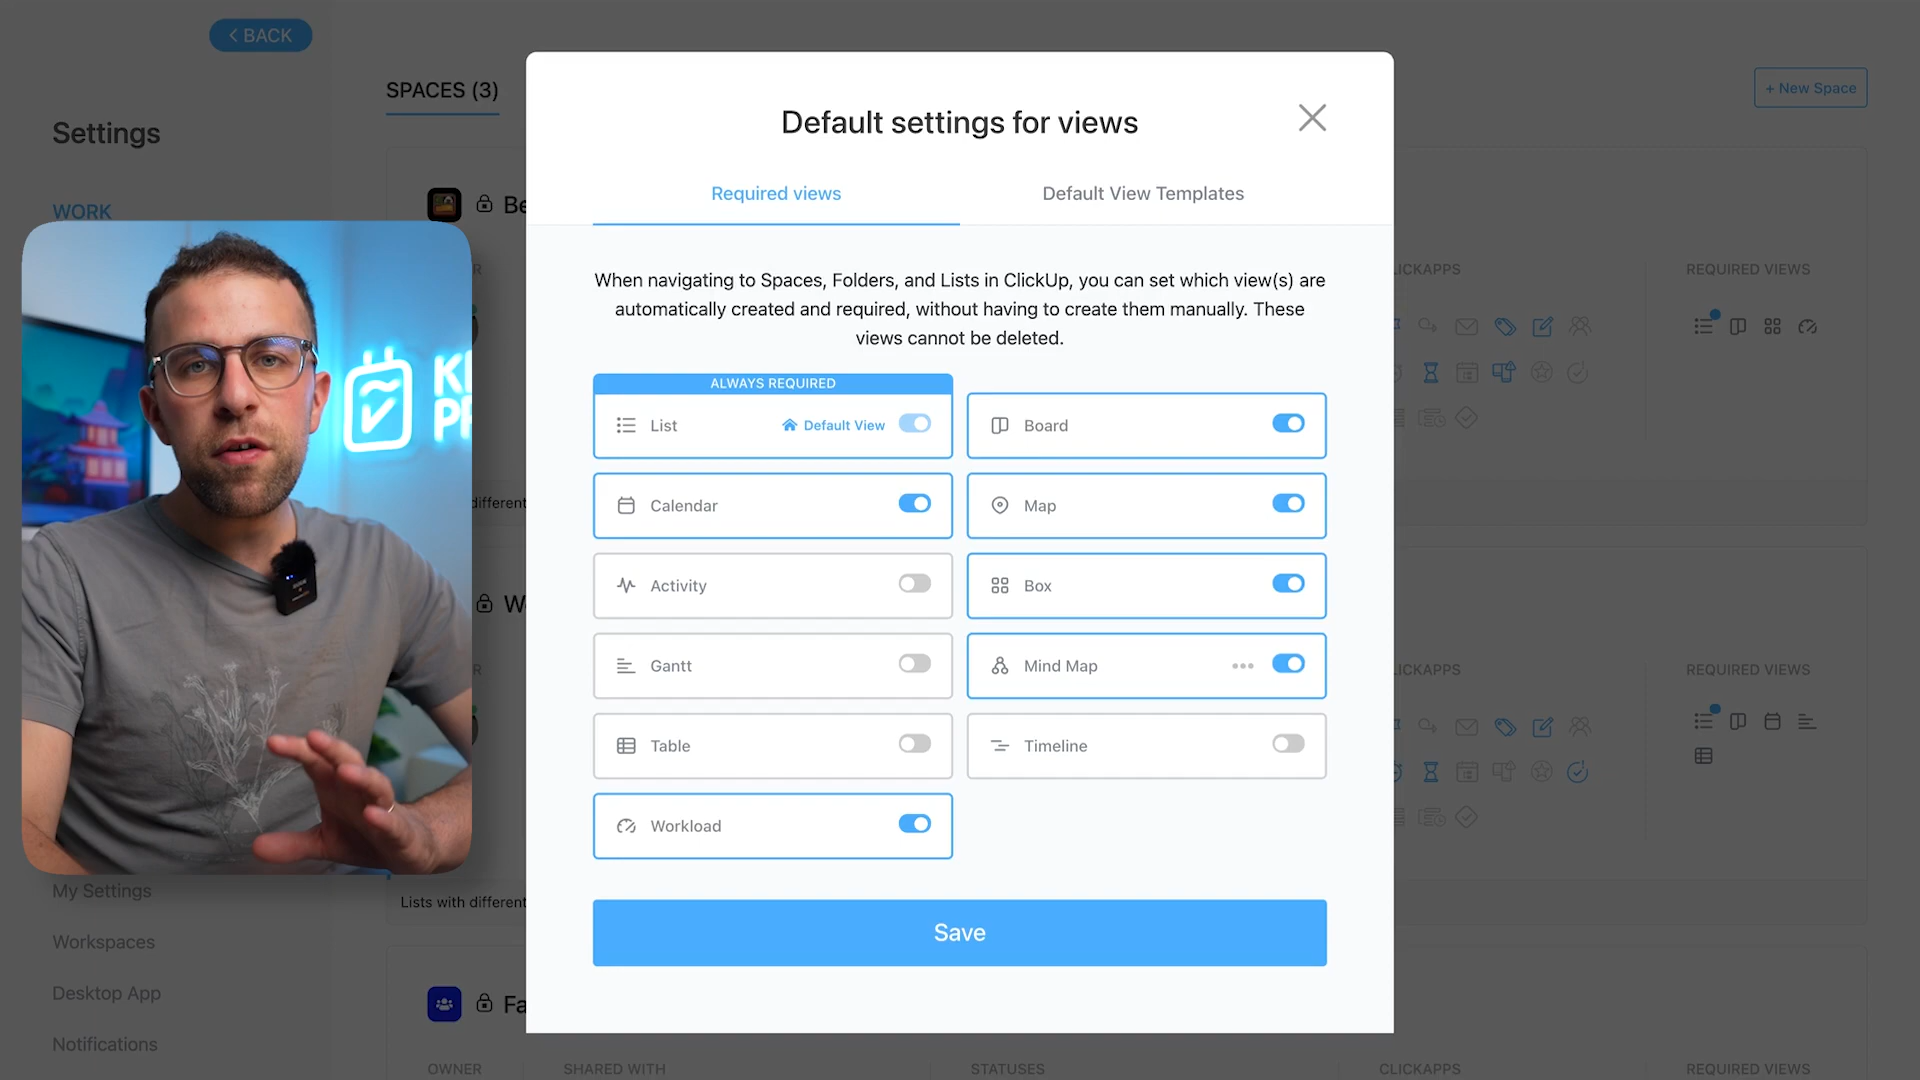 BACK
SPACES (3)
+ New Space
Settings
WORK
Default settings for views
Required views
Default View Templates
When navigating to Spaces, Folders, and Lists in ClickUp, you can set which view(s) are
automatically created and required, without having to create them manually. These
views cannot be deleted.
ALWAYS REQUIRED
List
Default View
Board
Calendar
Map
Activity
Box
Gantt
Mind Map
Table
Timeline
Workload
Save
REQUIRED VIEWS
REQUIRED VIEWS
different
Lists with different
My Settings
Workspaces
Desktop App
Notifications
OWNER
SHARED WITH
STATUSES
CLICKAPPS
REQUIRED VIEWS